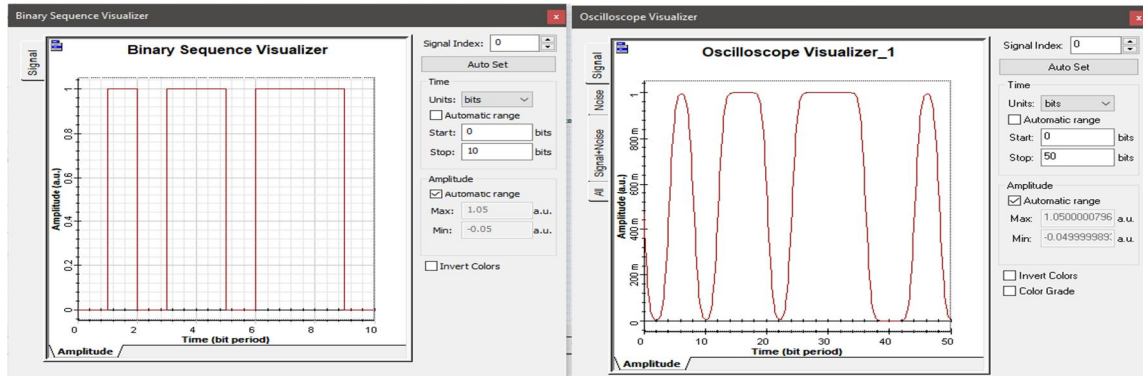 Binary Sequence Visualizer
Signal
Binary Sequence Visualizer
Amplitude (a.u.)
1
0.8
0.6
0.4
0.2
0
0 2 4 6 8 10
Time (bit period)
Amplitude
Signal Index: 0
Auto Set
Time
Units: bits
Automatic range
Start: 0 bits
Stop: 10 bits
Amplitude
Automatic range
Max: 1.05 a.u.
Min: -0.05 a.u.
Invert Colors
Oscilloscope Visualizer
Signal
Noise
Signal+Noise
All
Oscilloscope Visualizer_1
Amplitude (a.u.)
1
800 m
600 m
400 m
200 m
0
0 10 20 30 40 50
Time (bit period)
Amplitude
Signal Index: 0
Auto Set
Time
Units: bits
Automatic range
Start: 0 bits
Stop: 50 bits
Amplitude
Automatic range
Max: 1.0500000796 a.u.
Min: a.u.
Invert Colors
Color Grade